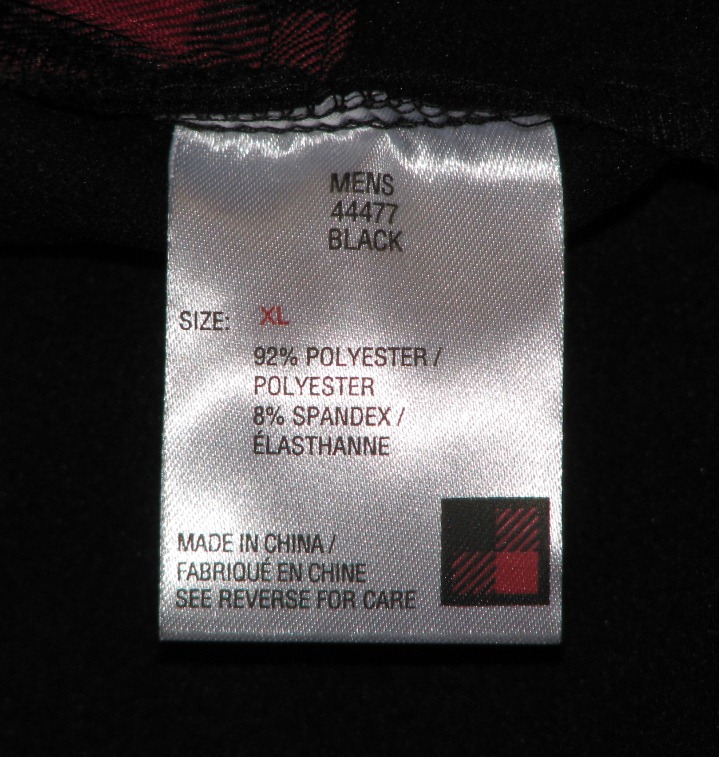 MENS
44477
BLACK
SIZE: XL
92% POLYESTER /
POLYESTER
8% SPANDEX /
ÉLASTHANNE
MADE IN CHINA /
FABRIQUÉ EN CHINE
SEE REVERSE FOR CARE